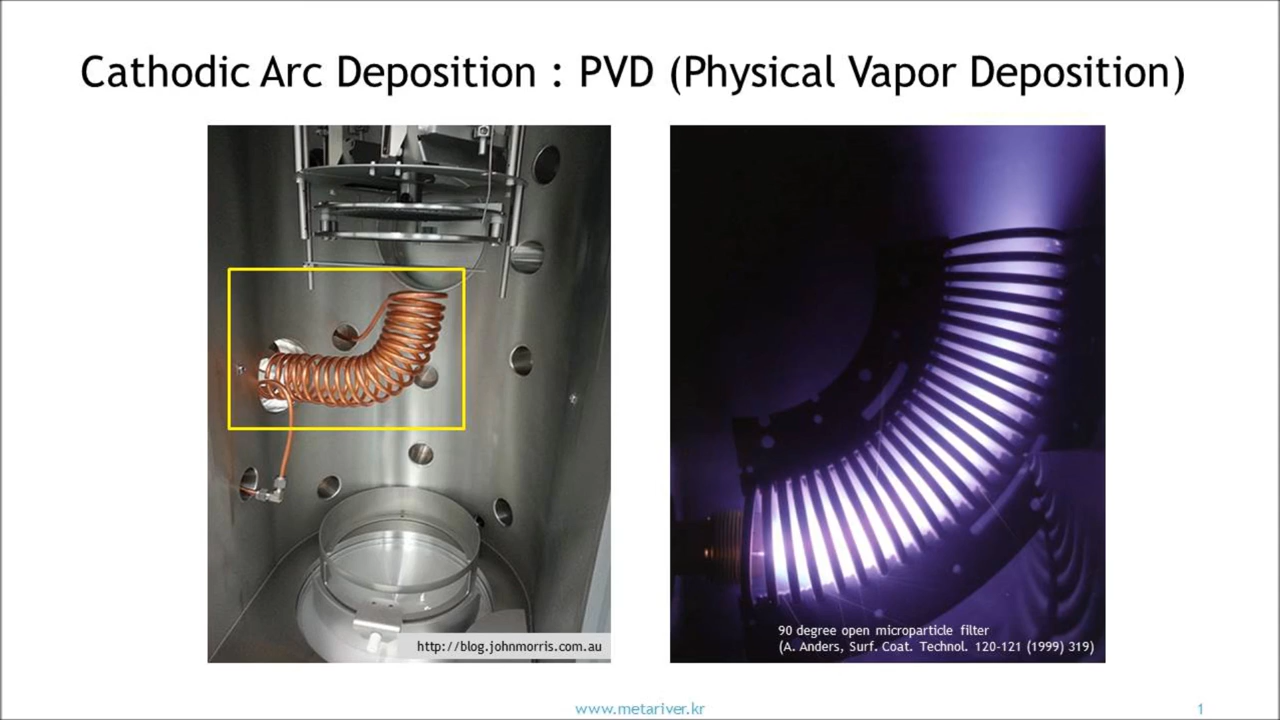 Cathodic Arc Deposition : PVD (Physical Vapor Deposition)
http://blog.johnmorris.com.au
90 degree open microparticle filter
(A. Anders, Surf. Coat. Technol. 120-121 (1999) 319)
www.metariver.kr
1